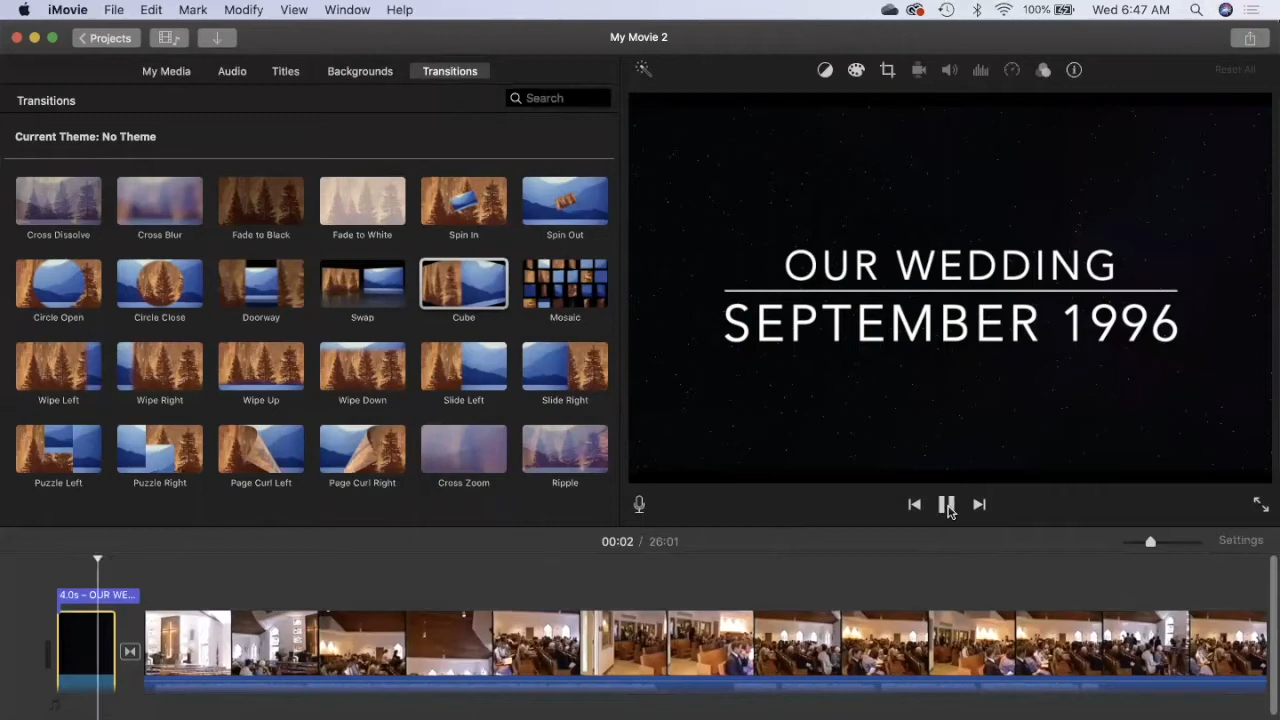 iMovie File Edit Mark Modify View Window Help 100% Wed 6:47 AM
Projects My Movie 2
My Media Audio Titles Backgrounds Transitions Reset All
Transitions Search
Current Theme: No Theme
Cross Dissolve Cross Blur Fade to Black Fade to White Spin In Spin Out
Circle Open Circle Close Doorway Swap Cube Mosaic
Wipe Left Wipe Right Wipe Up Wipe Down Slide Left Slide Right
Puzzle Left Puzzle Right Page Curl Left Page Curl Right Cross Zoom Ripple
OUR WEDDING
SEPTEMBER 1996
00:02 / 26:01 Settings
4.0s – OUR WE...